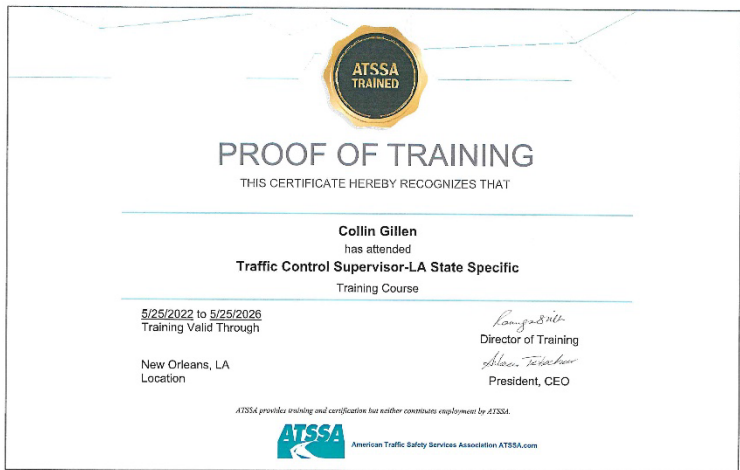 ATSSA
TRAINED
PROOF OF TRAINING
THIS CERTIFICATE HEREBY RECOGNIZES THAT
Collin Gillen
has attended
Traffic Control Supervisor-LA State Specific
Training Course
5/25/2022 to 5/25/2026
Training Valid Through
Director of Training
New Orleans, LA
Location
President, CEO
ATSSA provides training and certification but neither constitutes employment by ATSSA.
ATSSA
American Traffic Safety Services Association ATSSA.com